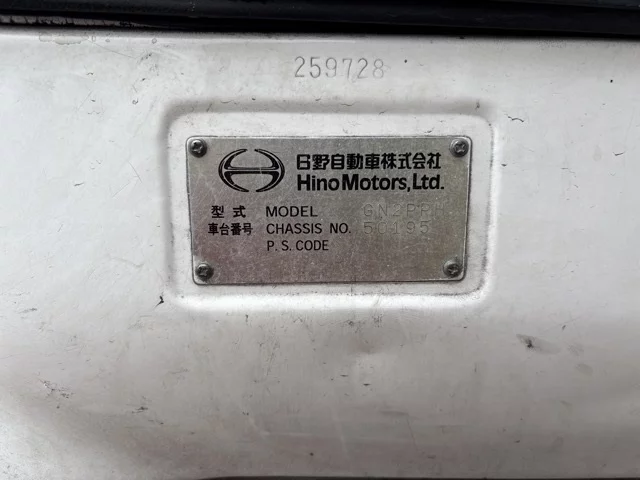 259728
日野自動車株式会社
Hino Motors, Ltd.
型式 MODEL
車台番号 CHASSIS NO. 50195
P.S. CODE